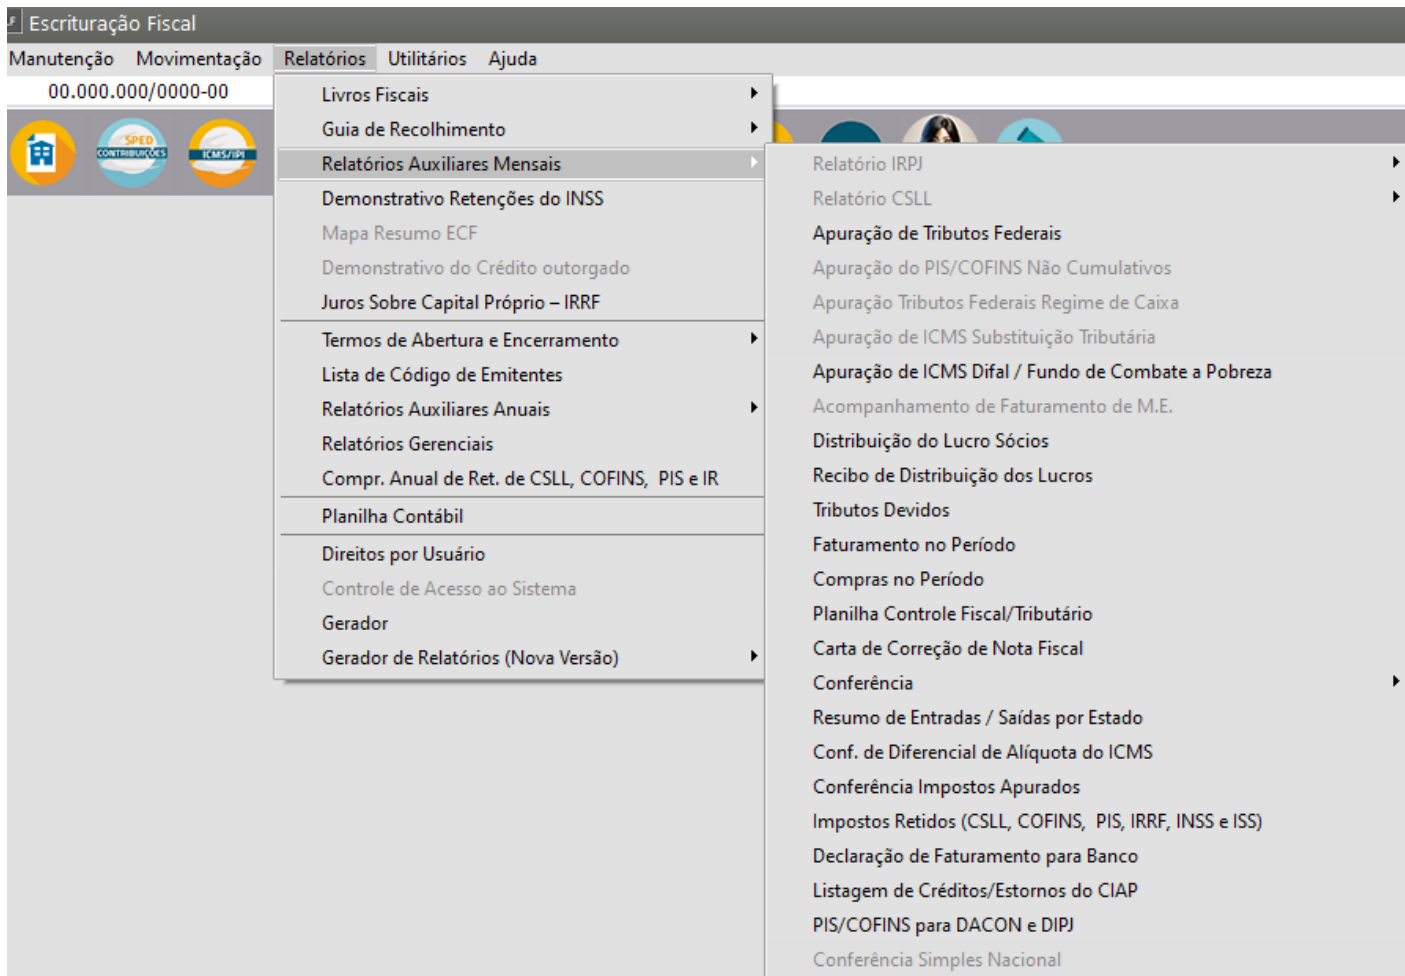 Escrituração Fiscal
Manutenção Movimentação Relatórios Utilitários Ajuda
00.000.000/0000-00
SPED
CONTRIBUIÇÕES
ICMS/IPI
Livros Fiscais
Guia de Recolhimento
Relatórios Auxiliares Mensais
Demonstrativo Retenções do INSS
Mapa Resumo ECF
Demonstrativo do Crédito outorgado
Juros Sobre Capital Próprio – IRRF
Termos de Abertura e Encerramento
Lista de Código de Emitentes
Relatórios Auxiliares Anuais
Relatórios Gerenciais
Compr. Anual de Ret. de CSLL, COFINS, PIS e IR
Planilha Contábil
Direitos por Usuário
Controle de Acesso ao Sistema
Gerador
Gerador de Relatórios (Nova Versão)
Relatório IRPJ
Relatório CSLL
Apuração de Tributos Federais
Apuração do PIS/COFINS Não Cumulativos
Apuração Tributos Federais Regime de Caixa
Apuração de ICMS Substituição Tributária
Apuração de ICMS Difal / Fundo de Combate a Pobreza
Acompanhamento de Faturamento de M.E.
Distribuição do Lucro Sócios
Recibo de Distribuição dos Lucros
Tributos Devidos
Faturamento no Período
Compras no Período
Planilha Controle Fiscal/Tributário
Carta de Correção de Nota Fiscal
Conferência
Resumo de Entradas / Saídas por Estado
Conf. de Diferencial de Alíquota do ICMS
Conferência Impostos Apurados
Impostos Retidos (CSLL, COFINS, PIS, IRRF, INSS e ISS)
Declaração de Faturamento para Banco
Listagem de Créditos/Estornos do CIAP
PIS/COFINS para DACON e DIPJ
Conferência Simples Nacional